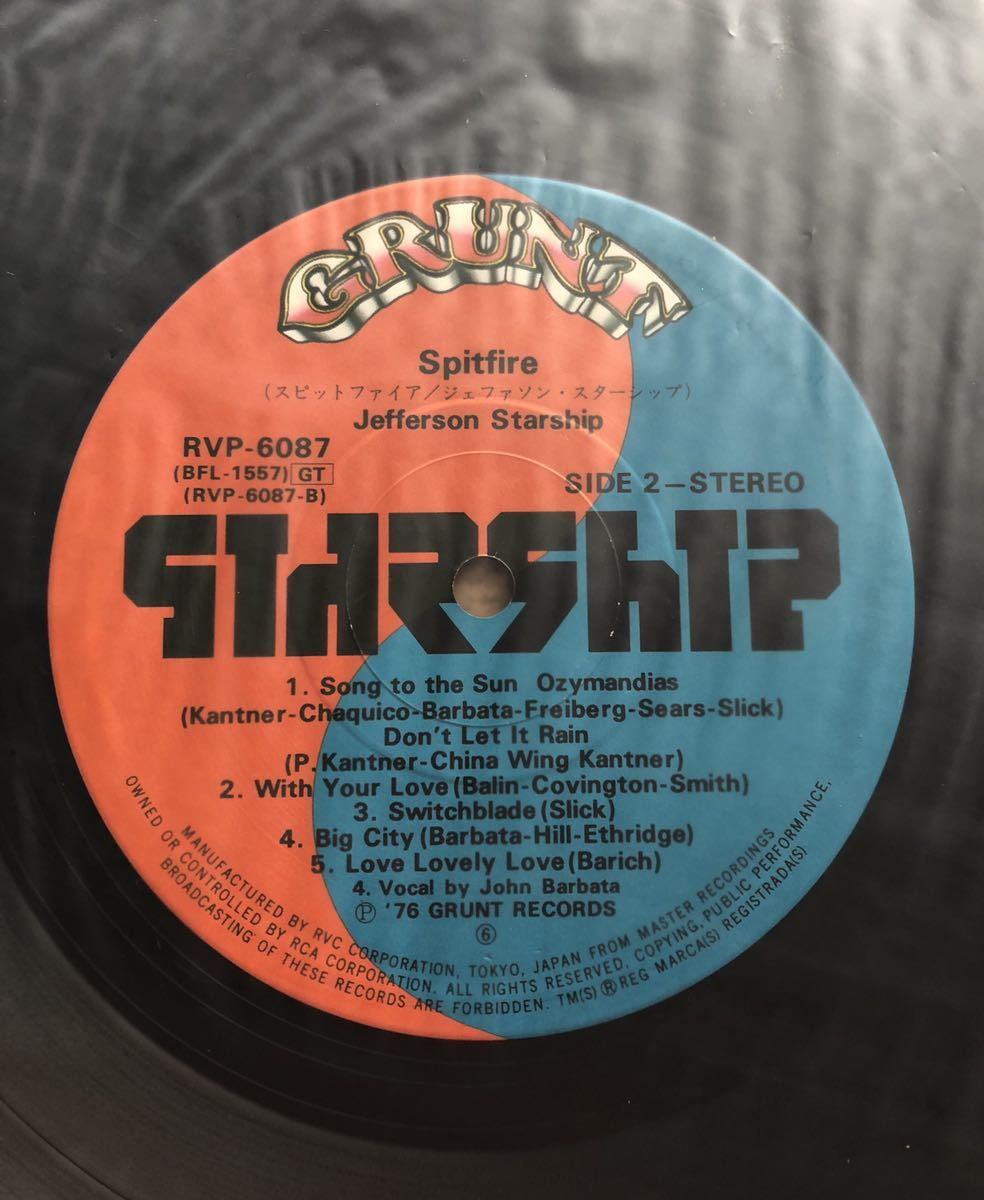 GRUNT
Spitfire
(スピットファイア/ジェファソン・スターシップ)
Jefferson Starship
RVP-6087
(BFL-1557) GT
(RVP-6087-B)
SIDE 2—STEREO
STARSHIP
1. Song to the Sun Ozymandias
(Kantner-Chaquico-Barbata-Freiberg-Sears-Slick)
Don't Let It Rain
(P. Kantner-China Wing Kantner)
2. With Your Love (Balin-Covington-Smith)
3. Switchblade (Slick)
4. Big City (Barbata-Hill-Ethridge)
5. Love Lovely Love (Barich)
4. Vocal by John Barbata
Ⓟ '76 GRUNT RECORDS
⑥
MANUFACTURED BY RVC CORPORATION, TOKYO, JAPAN FROM MASTER RECORDINGS
OWNED OR CONTROLLED BY RCA CORPORATION. ALL RIGHTS RESERVED, COPYING, PUBLIC PERFORMANCE,
BROADCASTING OF THESE RECORDS ARE FORBIDDEN. TM(S) ® REG MARCA(S) REGISTRADA(S)